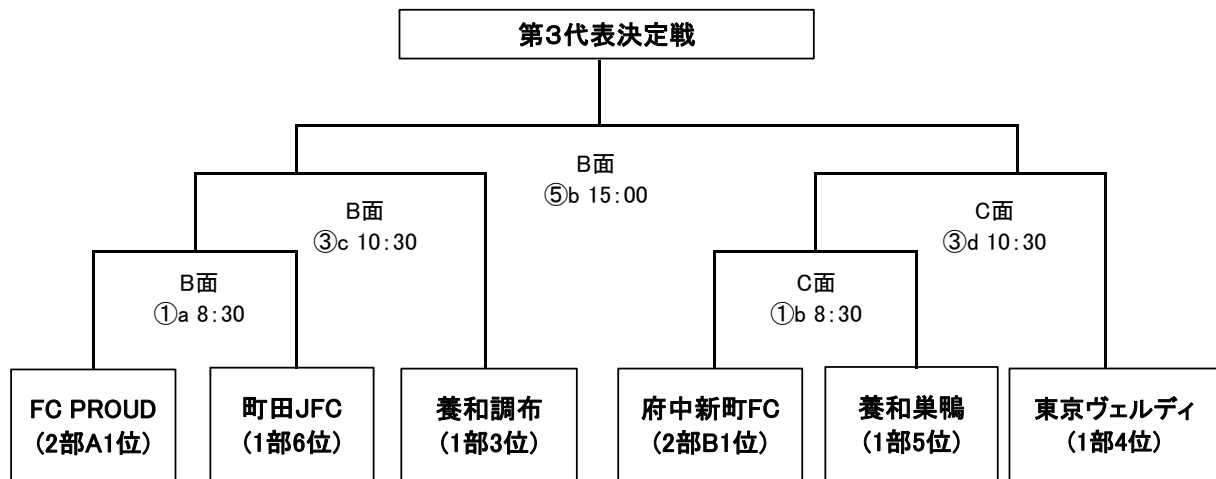 第3代表決定戦
B面
⑤b 15:00
B面
③c 10:30
C面
③d 10:30
B面
①a 8:30
C面
①b 8:30
FC PROUD
(2部A1位)
町田JFC
(1部6位)
養和調布
(1部3位)
府中新町FC
(2部B1位)
養和巣鴨
(1部5位)
東京ヴェルディ
(1部4位)